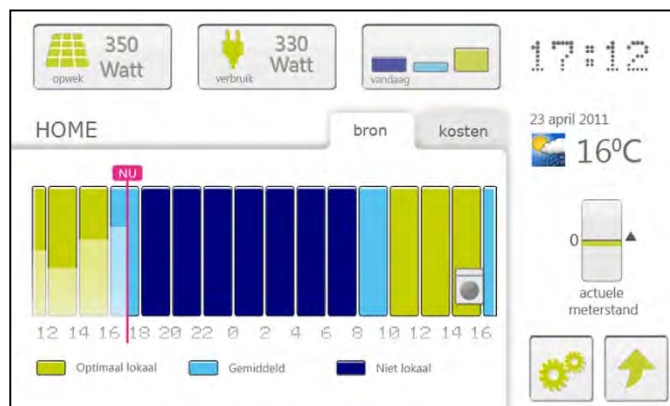 350
Watt
opwek
330
Watt
verbruik
vandaag
17:12
HOME
bron
kosten
23 april 2011
16⁰C
NU
0
actuele
meterstand
12 14 16 18 20 22 0 2 4 6 8 10 12 14 16
Optimaal lokaal
Gemiddeld
Niet lokaal